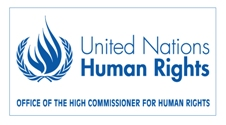 United Nations
Human Rights
OFFICE OF THE HIGH COMMISSIONER FOR HUMAN RIGHTS